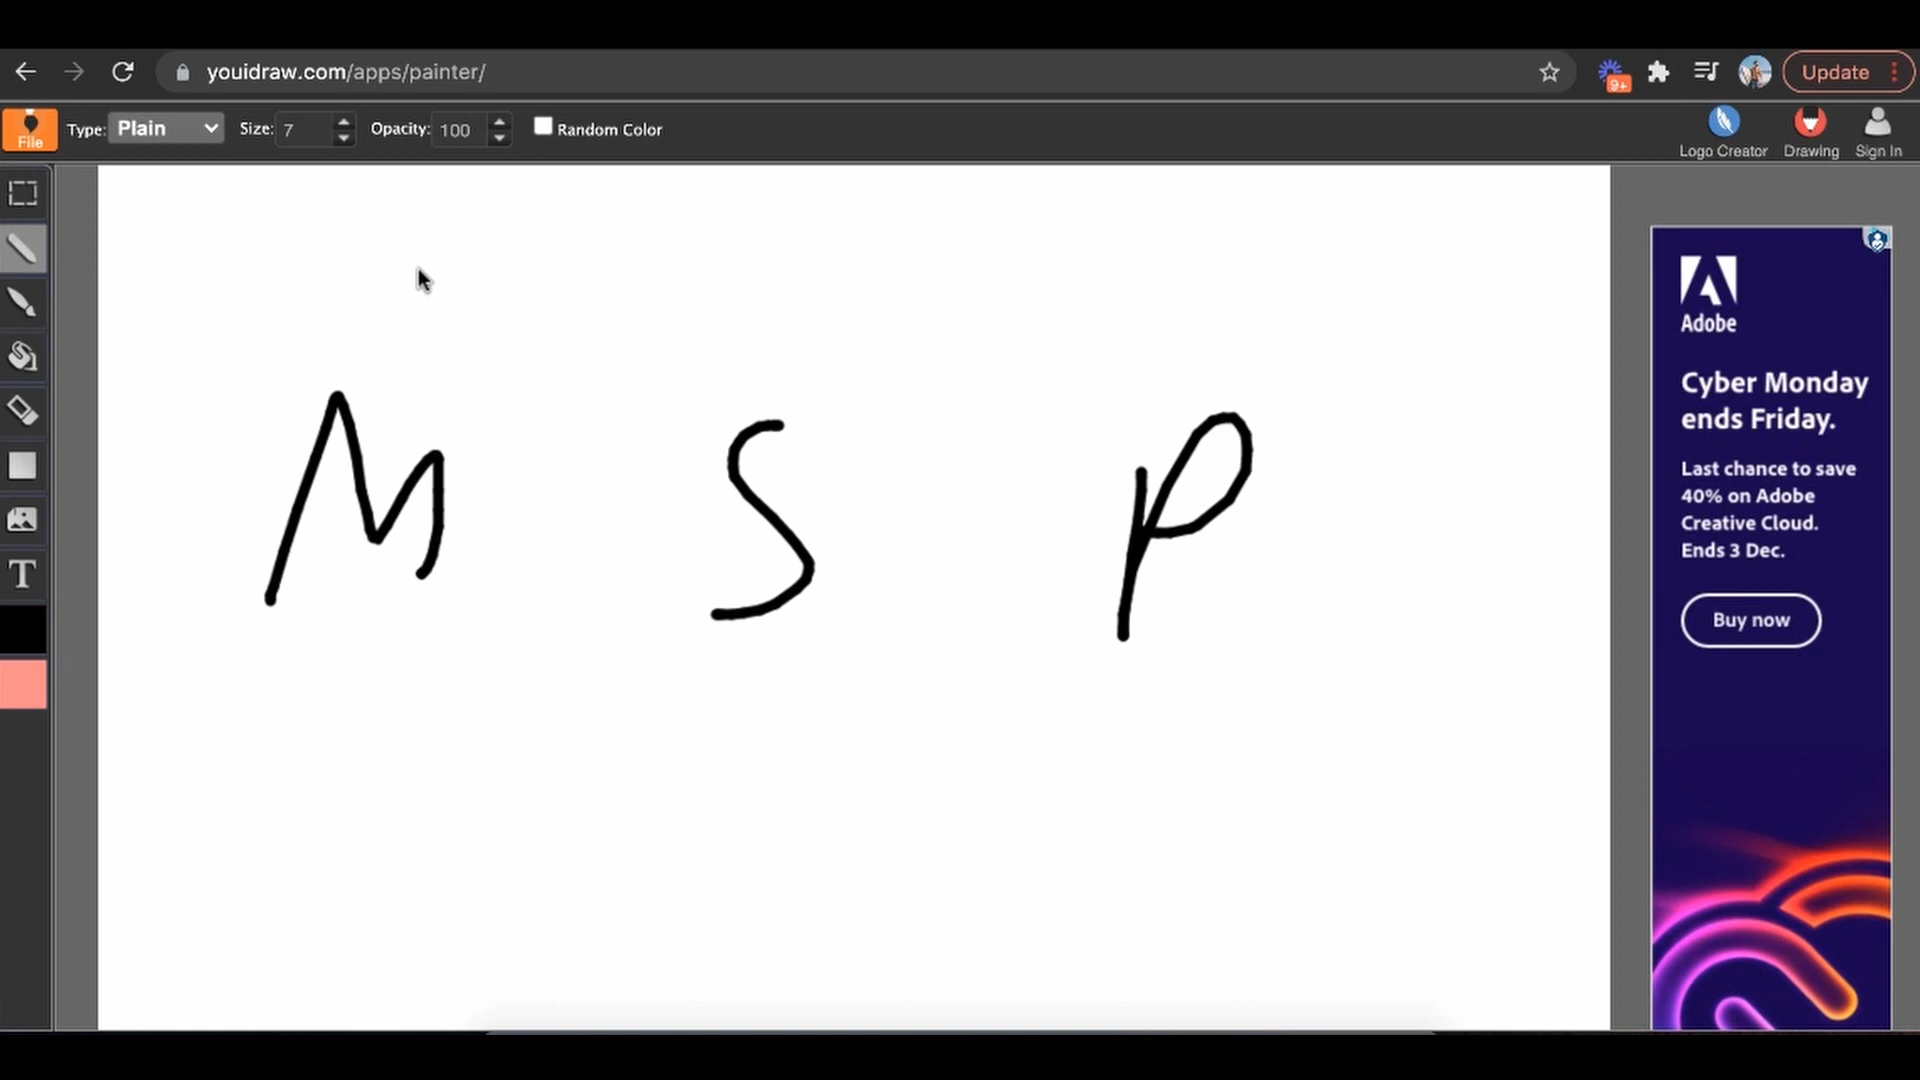 youidraw.com/apps/painter/
9+
Update
File
Type: Plain Size: 7 Opacity: 100 Random Color
Logo Creator Drawing Sign In
T
M S P
Adobe
Cyber Monday
ends Friday.
Last chance to save
40% on Adobe
Creative Cloud.
Ends 3 Dec.
Buy now